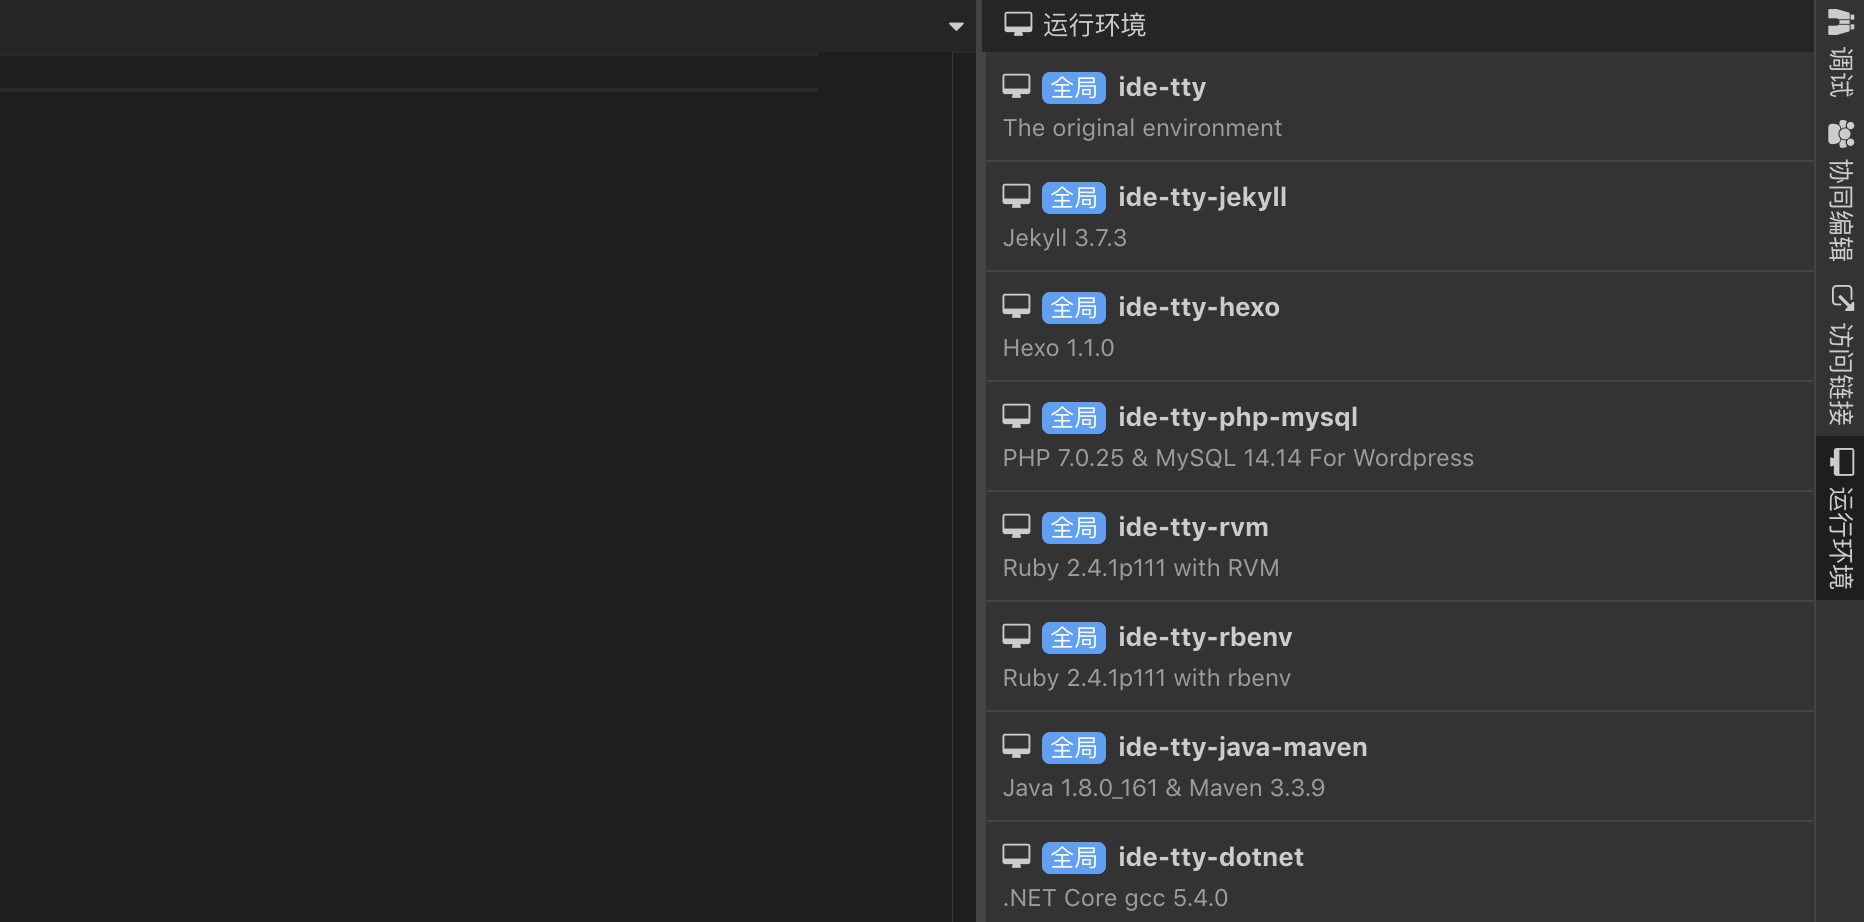 运行环境
全局 ide-tty
The original environment
全局 ide-tty-jekyll
Jekyll 3.7.3
全局 ide-tty-hexo
Hexo 1.1.0
全局 ide-tty-php-mysql
PHP 7.0.25 & MySQL 14.14 For Wordpress
全局 ide-tty-rvm
Ruby 2.4.1p111 with RVM
全局 ide-tty-rbenv
Ruby 2.4.1p111 with rbenv
全局 ide-tty-java-maven
Java 1.8.0_161 & Maven 3.3.9
全局 ide-tty-dotnet
.NET Core gcc 5.4.0
调试
协同编辑
访问链接
运行环境